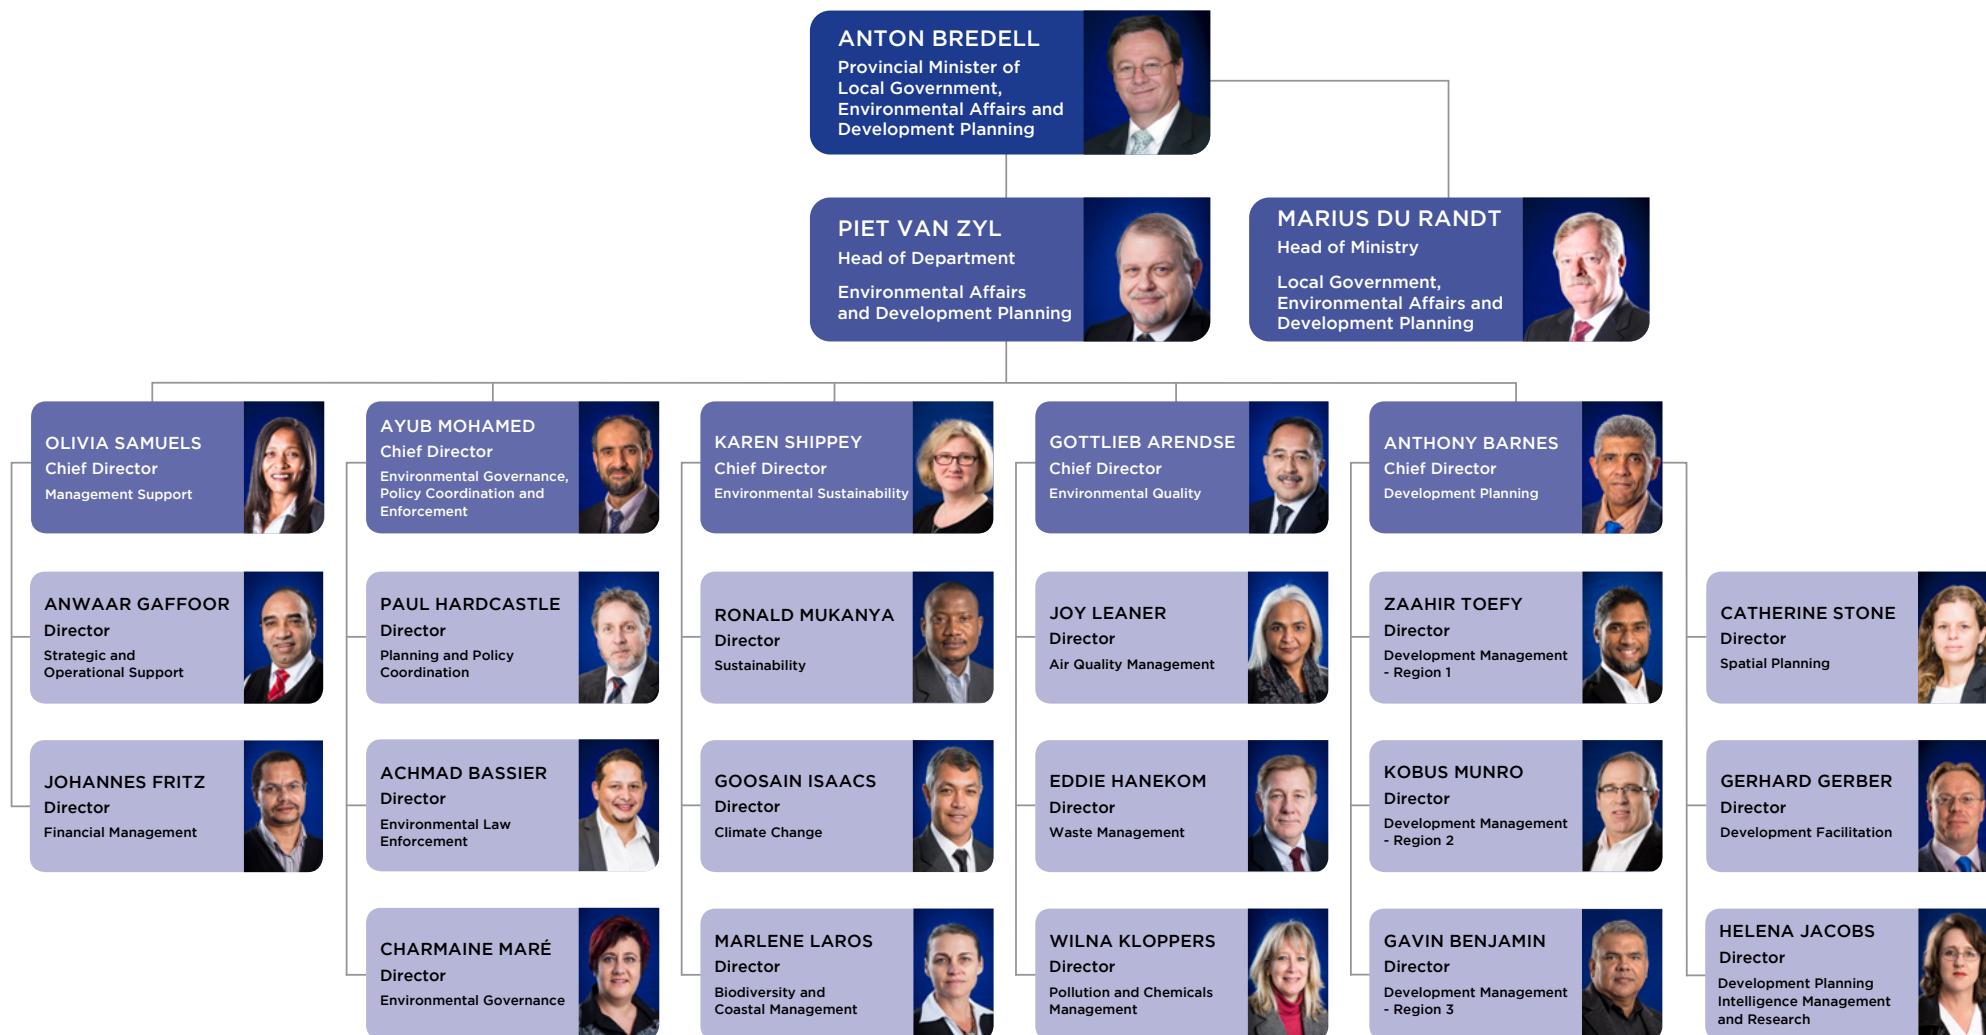 ANTON BREDELL
Provincial Minister of
Local Government,
Environmental Affairs and
Development Planning
PIET VAN ZYL
Head of Department
Environmental Affairs
and Development Planning
MARIUS DU RANDT
Head of Ministry
Local Government,
Environmental Affairs and
Development Planning
OLIVIA SAMUELS
Chief Director
Management Support
AYUB MOHAMED
Chief Director
Environmental Governance,
Policy Coordination and
Enforcement
KAREN SHIPPEY
Chief Director
Environmental Sustainability
GOTTLIEB ARENDSE
Chief Director
Environmental Quality
ANTHONY BARNES
Chief Director
Development Planning
ANWAAR GAFFOOR
Director
Strategic and
Operational Support
PAUL HARDCASTLE
Director
Planning and Policy
Coordination
RONALD MUKANYA
Director
Sustainability
JOY LEANER
Director
Air Quality Management
ZAAHIR TOEFY
Director
Development Management
- Region 1
CATHERINE STONE
Director
Spatial Planning
JOHANNES FRITZ
Director
Financial Management
ACHMAD BASSIER
Director
Environmental Law
Enforcement
GOOSAIN ISAACS
Director
Climate Change
EDDIE HANEKOM
Director
Waste Management
KOBUS MUNRO
Director
Development Management
- Region 2
GERHARD GERBER
Director
Development Facilitation
CHARMAINE MARÉ
Director
Environmental Governance
MARLENE LAROS
Director
Biodiversity and
Coastal Management
WILNA KLOPPERS
Director
Pollution and Chemicals
Management
GAVIN BENJAMIN
Director
Development Management
- Region 3
HELENA JACOBS
Director
Development Planning
Intelligence Management
and Research